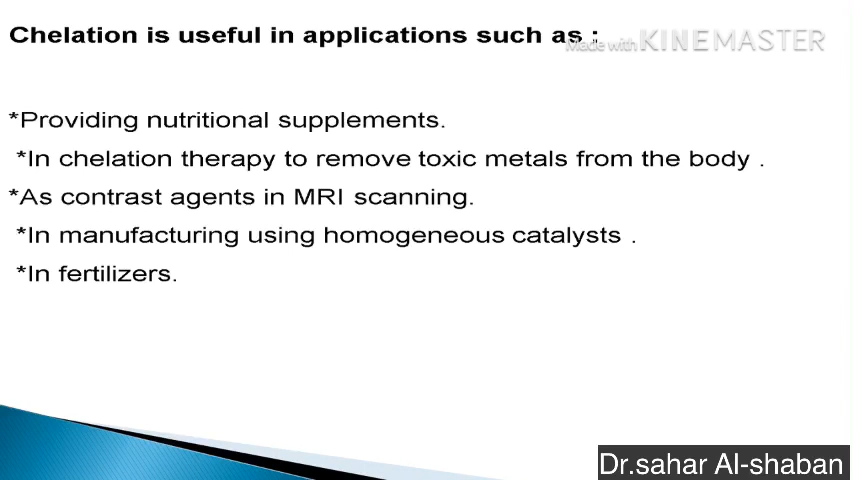 Chelation is useful in applications such as :
Made with KINEMASTER
*Providing nutritional supplements.
*In chelation therapy to remove toxic metals from the body .
*As contrast agents in MRI scanning.
*In manufacturing using homogeneous catalysts .
*In fertilizers.
Dr.sahar Al-shaban